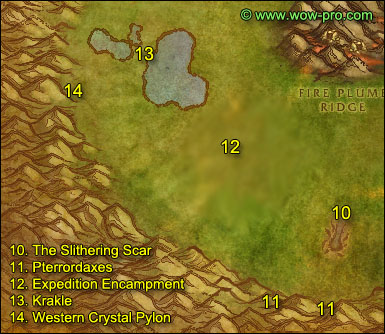 © www.wow-pro.com
13
14
FIRE PLUME
RIDGE
12
10
10. The Slithering Scar
11. Pterrordaxes
12. Expedition Encampment
13. Krakle
14. Western Crystal Pylon
11
11